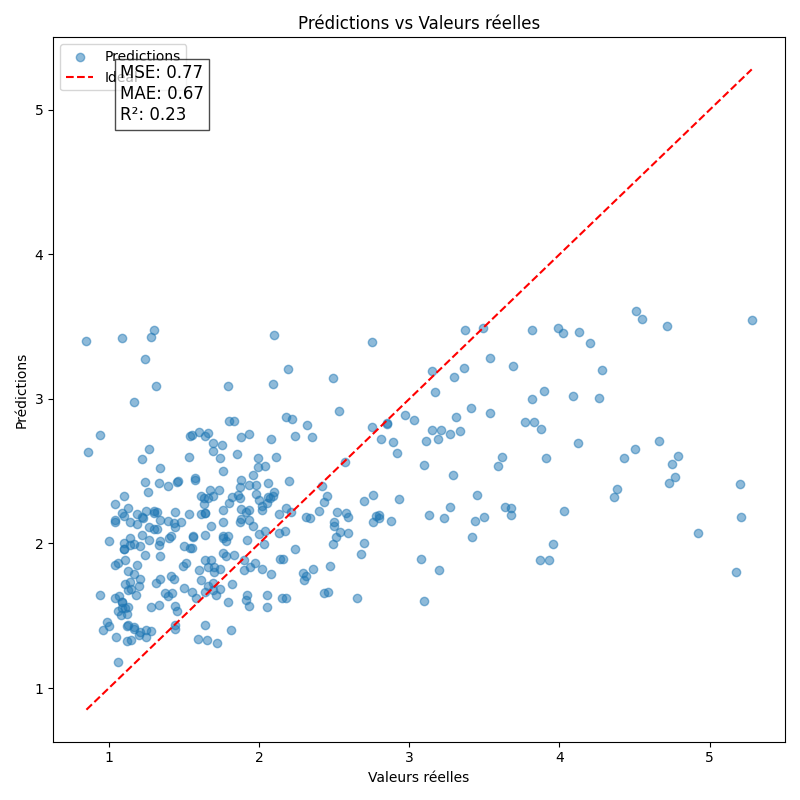 Prédictions vs Valeurs réelles
Predictions
Idéal
MSE: 0.77
MAE: 0.67
R²: 0.23
Prédictions
5
4
3
2
1
1 2 3 4 5
Valeurs réelles